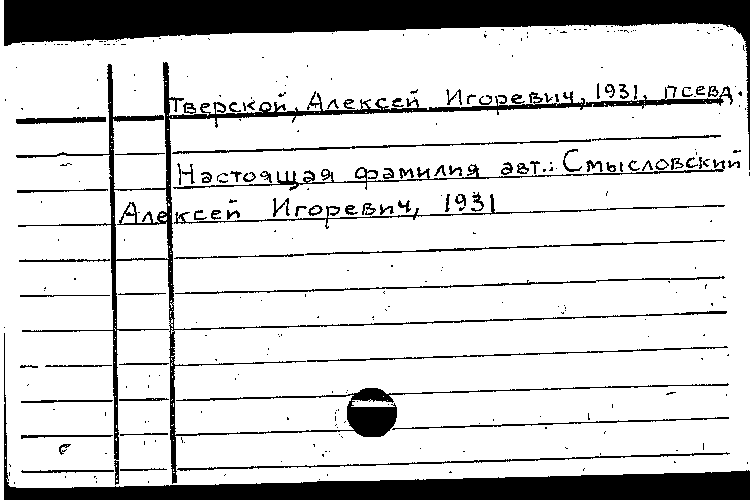 Тверской, Алексей Игоревич, 1931, псевд.
Настоящая фамилия авт.: Смысловский
Алексей Игоревич, 1931